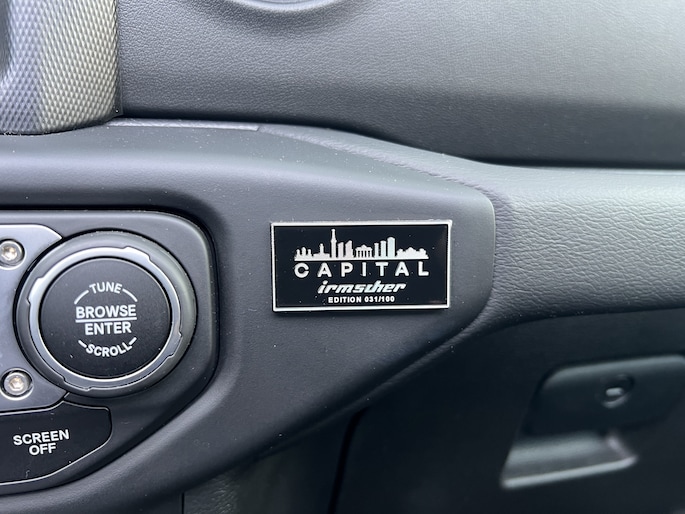 TUNE
BROWSE
ENTER
SCROLL
SCREEN
OFF
CAPITAL
irmscher
EDITION 031/100